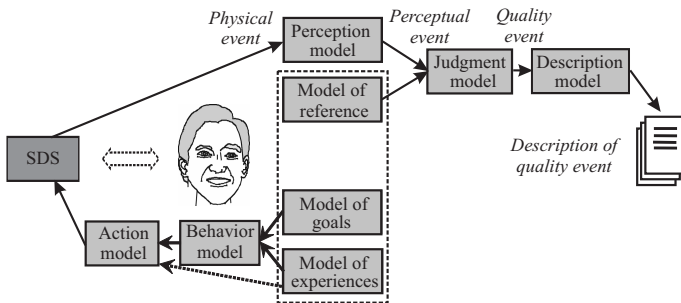 Physical
event
Perception
model
Perceptual
event
Quality
event
Judgment
model
Description
model
Model of
reference
SDS
Description of
quality event
Model of
goals
Action
model
Behavior
model
Model of
experiences